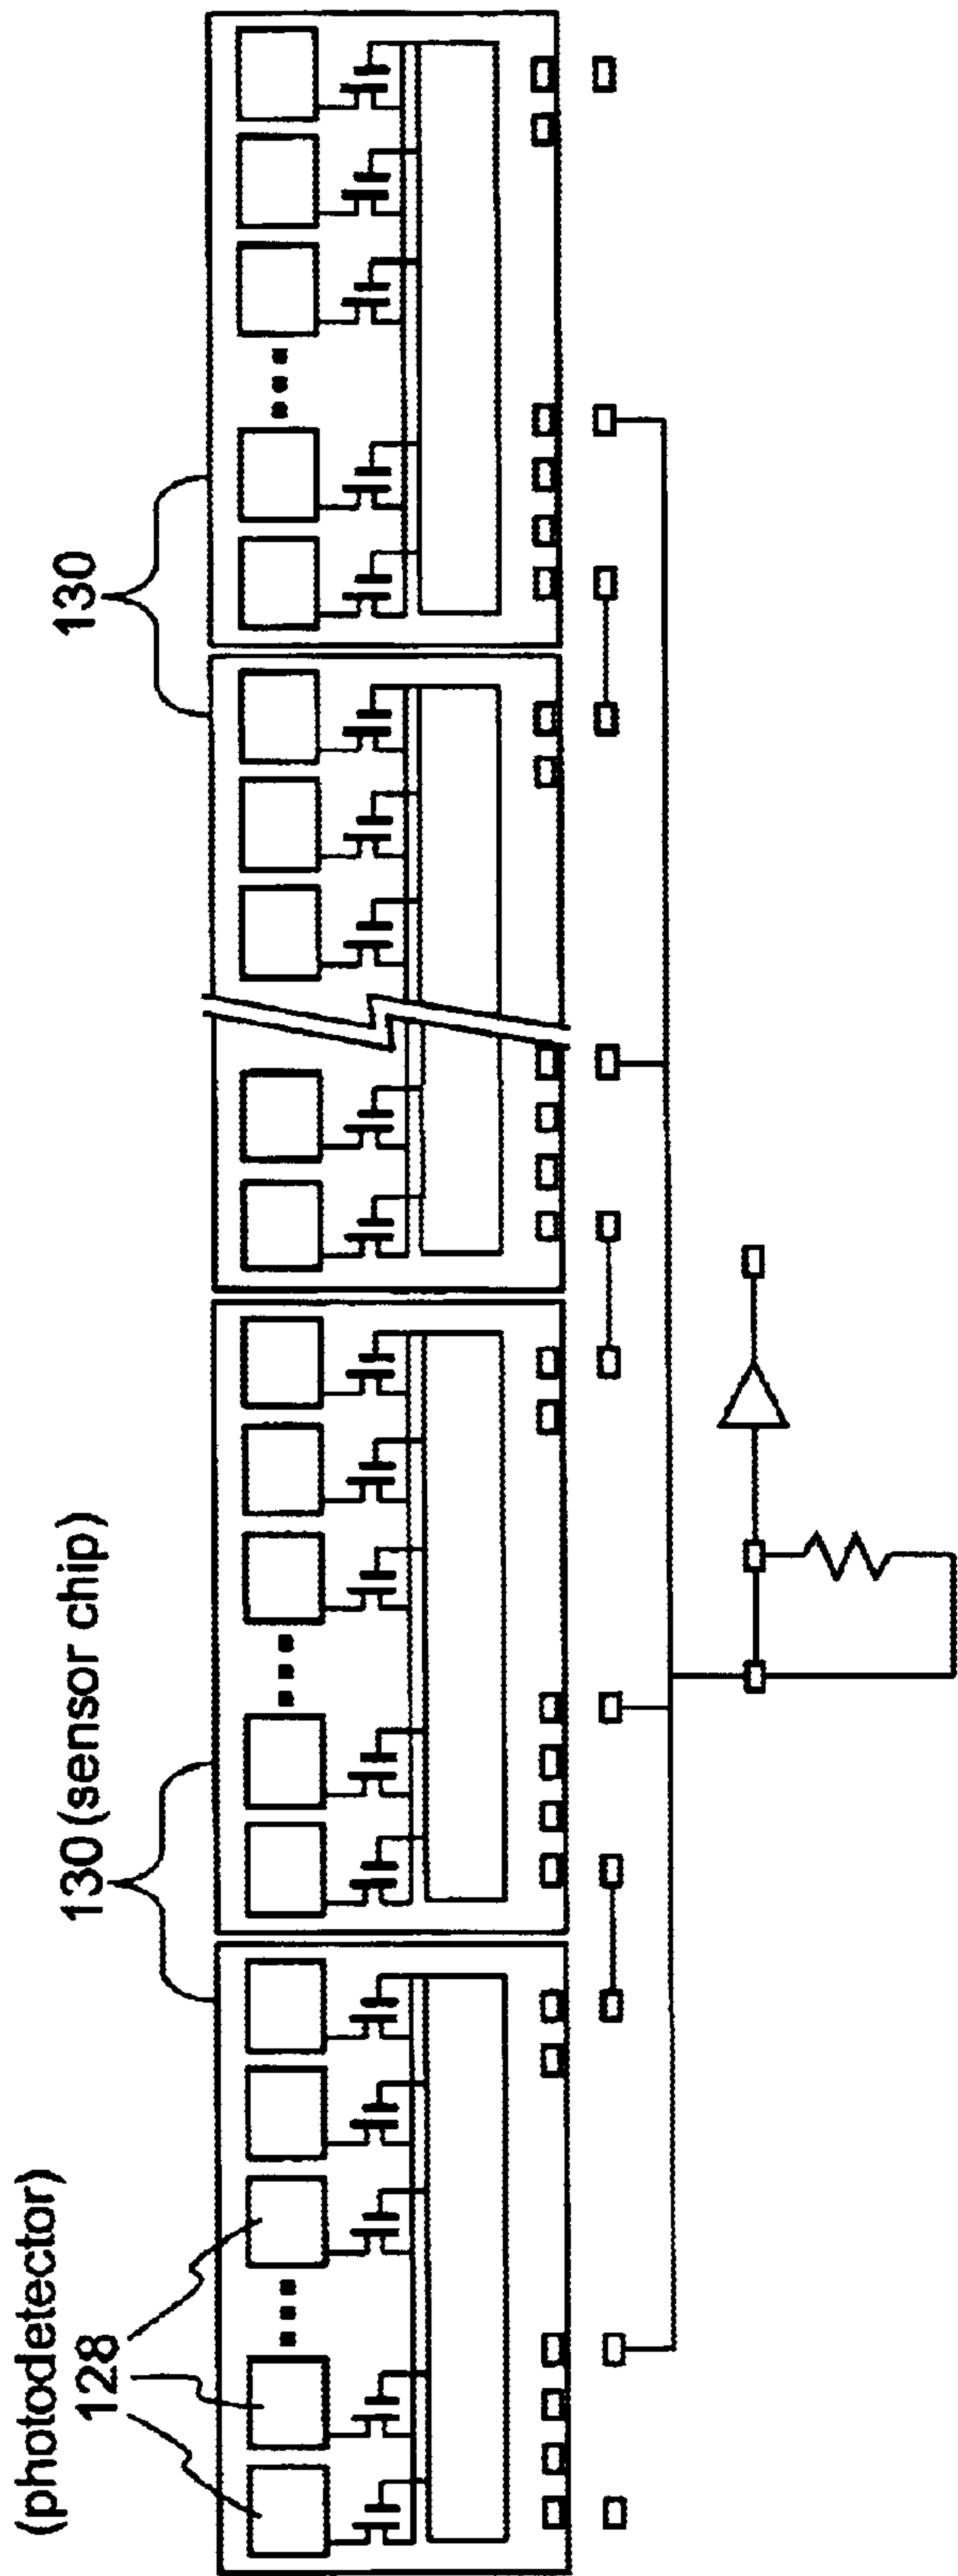 (photodetector)
128
130 (sensor chip)
130